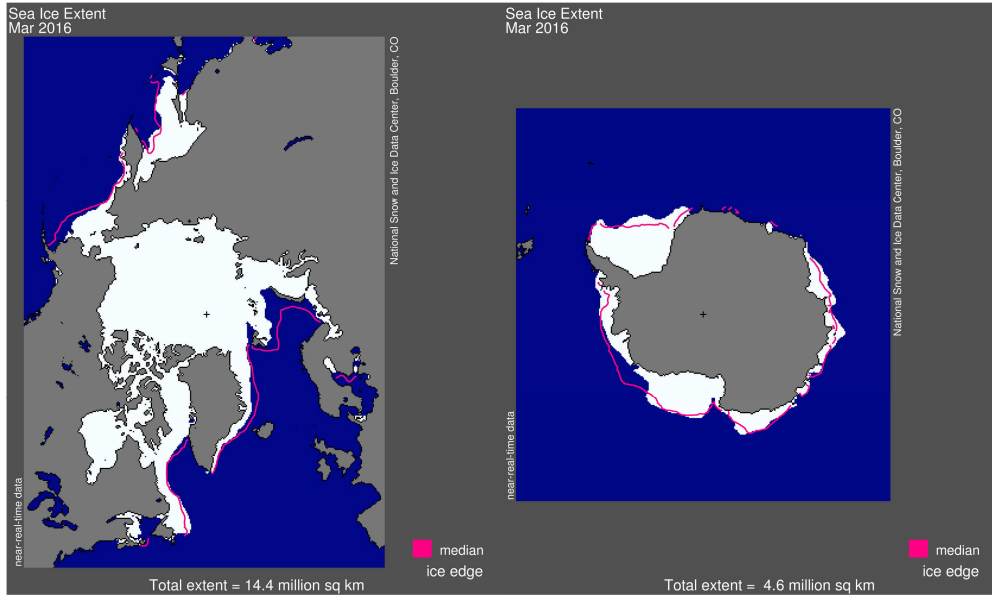 Sea Ice Extent
Mar 2016
National Snow and Ice Data Center, Boulder, CO
near-real-time data
median
ice edge
Total extent = 14.4 million sq km
Sea Ice Extent
Mar 2016
National Snow and Ice Data Center, Boulder, CO
near-real-time data
median
ice edge
Total extent = 4.6 million sq km